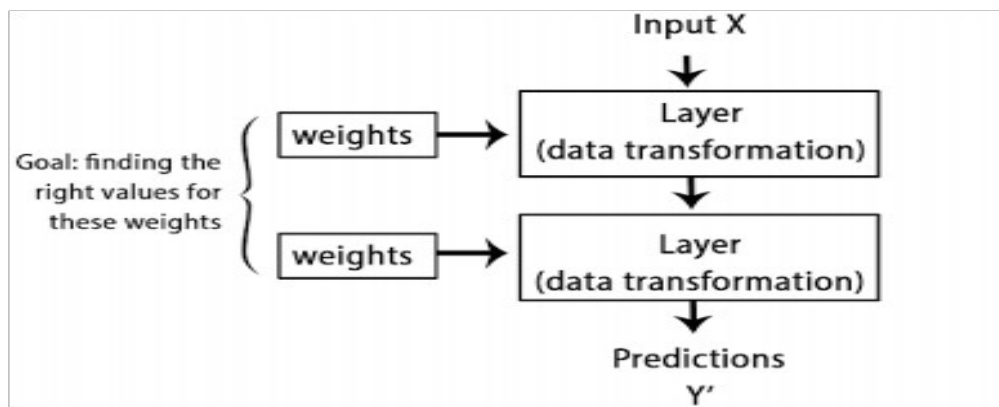 Input X
weights
Layer
(data transformation)
Goal: finding the
right values for
these weights
weights
Layer
(data transformation)
Predictions
Y'